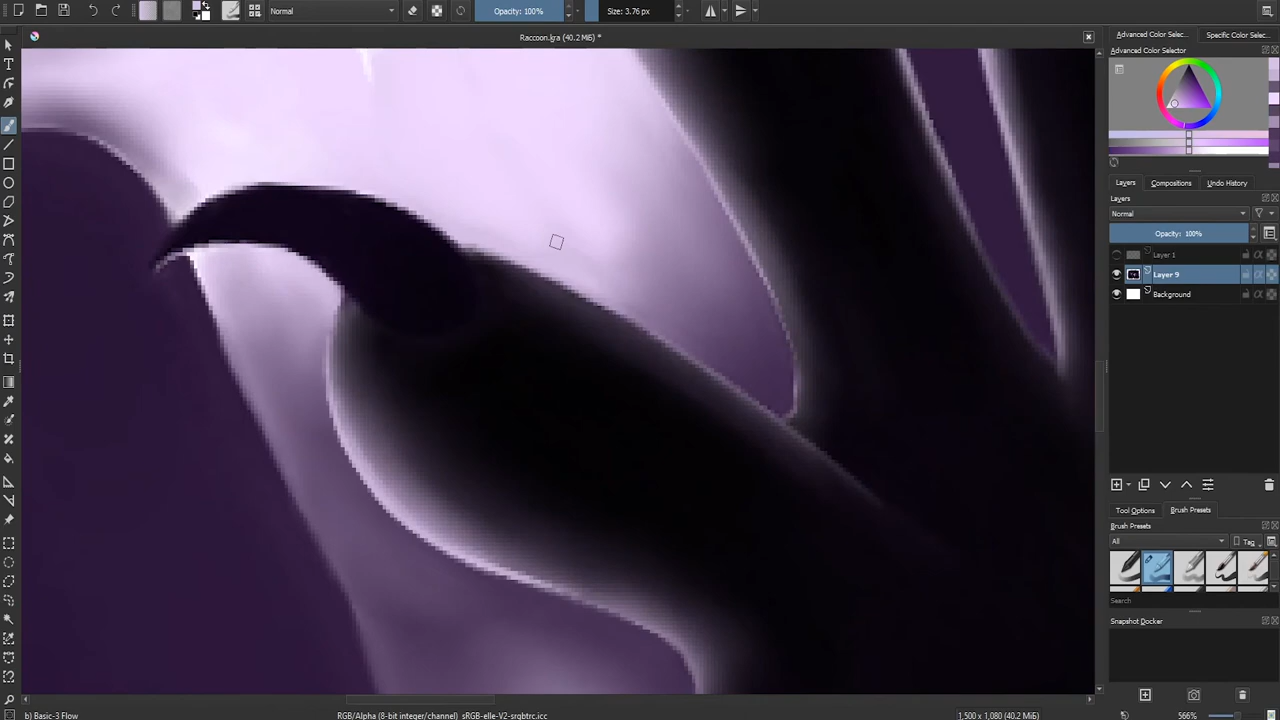 Normal
Opacity: 100%
Size: 3.76 px
Raccoon.kra (40.2 MiB) *
Advanced Color Selec...
Specific Color Selec...
Advanced Color Selector
Layers
Compositions
Undo History
Layers
Normal
Opacity: 100%
Layer 1
Layer 9
Background
Tool Options
Brush Presets
Brush Presets
All
Tag
Search
Snapshot Docker
b) Basic-3 Flow
RGB/Alpha (8-bit integer/channel) sRGB-elle-V2-srgbtrc.icc
1,500 x 1,080 (40.2 MiB)
566%